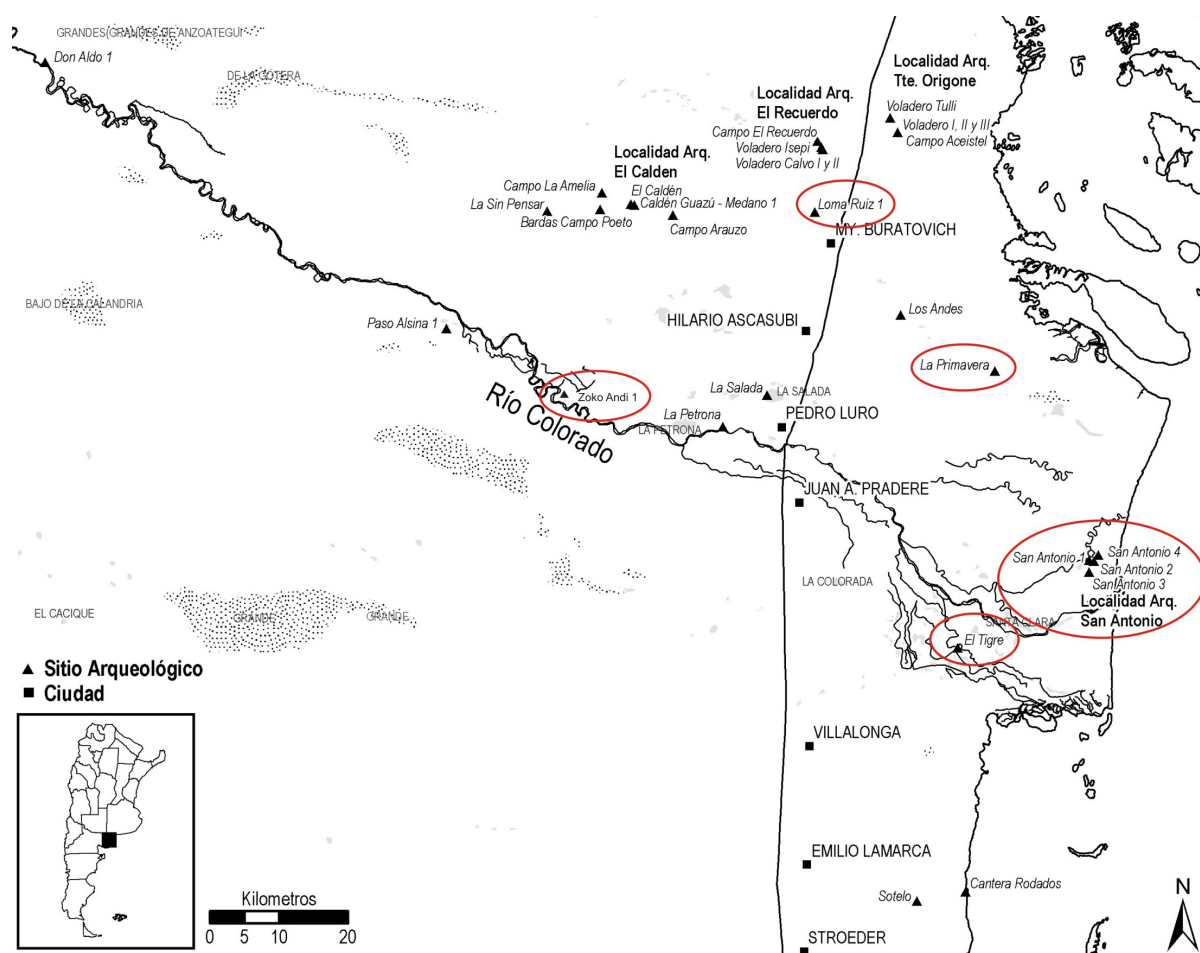 GRANDES(GRANDES DE ANZOATEGUI
Don Aldo 1
DE LA GOTERA
Localidad Arq.
Tte. Origone
Voladero Tulli
Voladero I, II y III
Campo Aceistel
Localidad Arq.
El Recuerdo
Campo El Recuerdo
Voladero Isepi
Voladero Calvo I y II
Localidad Arq.
El Calden
Campo La Amelia
El Caldén
La Sin Pensar
Caldén Guazú - Medano 1
Bardas Campo Poeto
Campo Arauzo
Loma Ruiz 1
MY. BURATOVICH
BAJO DE LA CALANDRIA
Paso Alsina 1
HILARIO ASCASUBI
Los Andes
La Primavera
Zoko Andi 1
Río Colorado
La Salada
LA SALADA
La Petrona
LA PETRONA
PEDRO LURO
JUAN A. PRADERE
San Antonio 1
San Antonio 4
San Antonio 2
San Antonio 3
Localidad Arq.
San Antonio
LA COLORADA
SANTA CLARA
El Tigre
EL CACIQUE
GRANDE
GRANDE
Sitio Arqueológico
Ciudad
VILLALONGA
EMILIO LAMARCA
Sotelo
Cantera Rodados
STROEDER
Kilometros
0 5 10 20
N